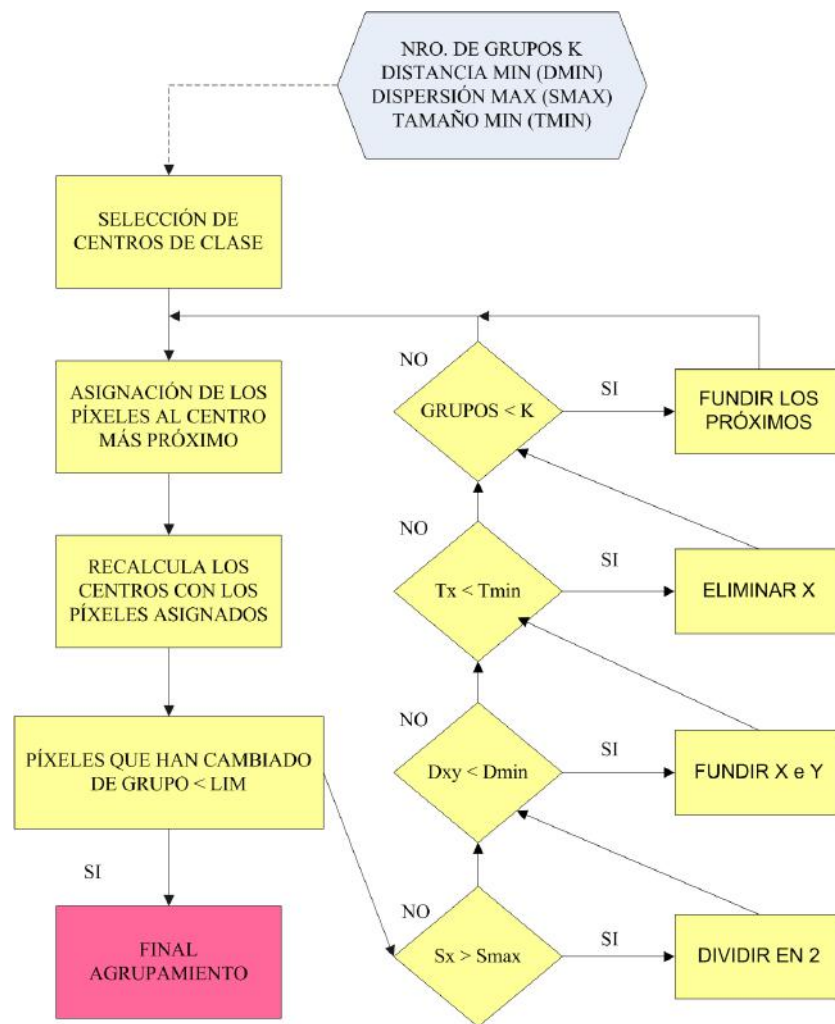 NRO. DE GRUPOS K
DISTANCIA MIN (DMIN)
DISPERSIÓN MAX (SMAX)
TAMAÑO MIN (TMIN)
SELECCIÓN DE
CENTROS DE CLASE
ASIGNACIÓN DE LOS
PÍXELES AL CENTRO
MÁS PRÓXIMO
RECALCULA LOS
CENTROS CON LOS
PÍXELES ASIGNADOS
PÍXELES QUE HAN CAMBIADO
DE GRUPO < LIM
SI
FINAL
AGRUPAMIENTO
NO
GRUPOS < K
SI
FUNDIR LOS
PRÓXIMOS
NO
Tx < Tmin
SI
ELIMINAR X
NO
Dxy < Dmin
SI
FUNDIR X e Y
NO
Sx > Smax
SI
DIVIDIR EN 2